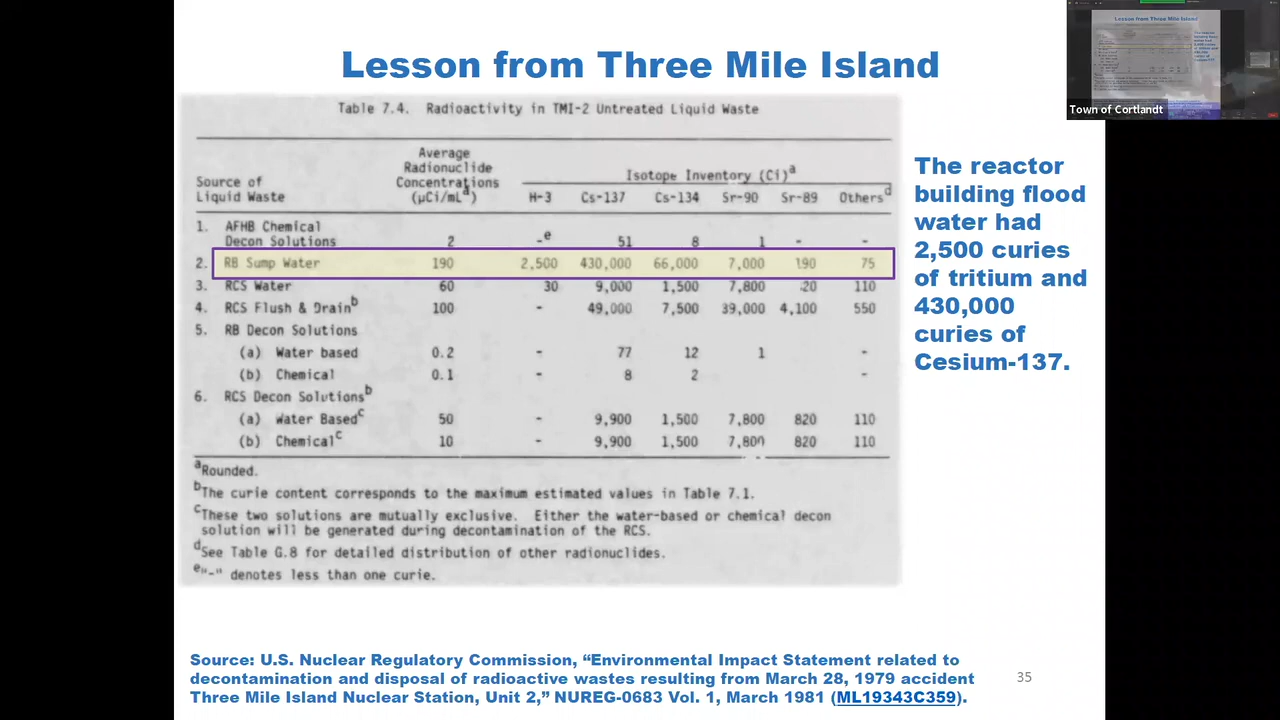 Lesson from Three Mile Island
Table 7.4. Radioactivity in TMI-2 Untreated Liquid Waste
Source of Liquid Waste
Average Radionuclide Concentrations (μCi/mLᵃ)
Isotope Inventory (Ci)ᵃ
H-3 Cs-137 Cs-134 Sr-90 Sr-89 Othersᵈ
1. AFHB Chemical
Decon Solutions 2 -ᵉ 51 8 1 - -
2. RB Sump Water 190 2,500 430,000 66,000 7,000 190 75
3. RCS Water 60 30 9,000 1,500 7,800 20 110
4. RCS Flush & Drainᵇ 100 - 49,000 7,500 39,000 4,100 550
5. RB Decon Solutions
(a) Water based 0.2 - 77 12 1 -
(b) Chemical 0.1 - 8 2 -
6. RCS Decon Solutionsᵇ
(a) Water Basedᶜ 50 - 9,900 1,500 7,800 820 110
(b) Chemicalᶜ 10 - 9,900 1,500 7,800 820 110
ᵃRounded.
ᵇThe curie content corresponds to the maximum estimated values in Table 7.1.
ᶜThese two solutions are mutually exclusive. Either the water-based or chemical decon
solution will be generated during decontamination of the RCS.
ᵈSee Table G.8 for detailed distribution of other radionuclides.
ᵉ"-" denotes less than one curie.
The reactor
building flood
water had
2,500 curies
of tritium and
430,000
curies of
Cesium-137.
Source: U.S. Nuclear Regulatory Commission, “Environmental Impact Statement related to
decontamination and disposal of radioactive wastes resulting from March 28, 1979 accident
Three Mile Island Nuclear Station, Unit 2,” NUREG-0683 Vol. 1, March 1981 (ML19343C359).
35
Lesson from Three Mile Island
Town of Cortlandt